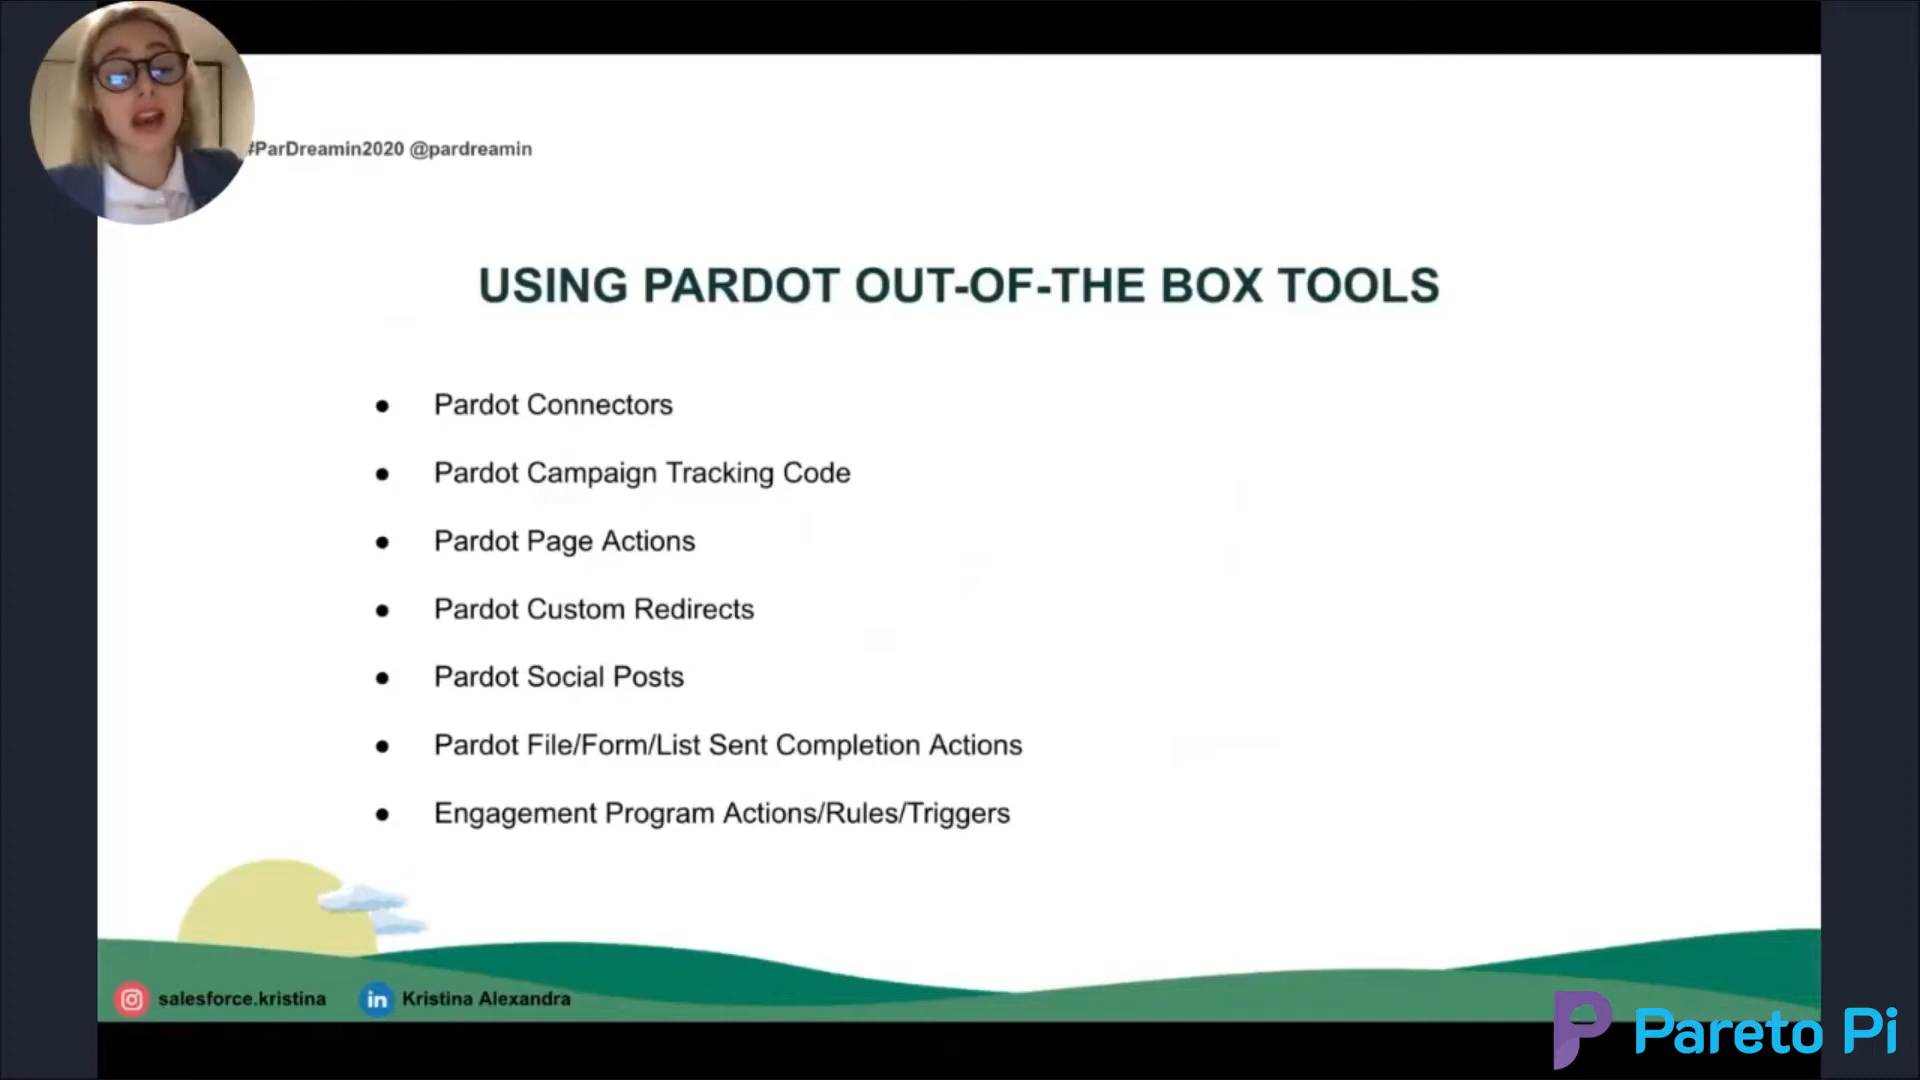 #ParDreamin2020 @pardreamin
USING PARDOT OUT-OF-THE BOX TOOLS
● Pardot Connectors
● Pardot Campaign Tracking Code
● Pardot Page Actions
● Pardot Custom Redirects
● Pardot Social Posts
● Pardot File/Form/List Sent Completion Actions
● Engagement Program Actions/Rules/Triggers
salesforce.kristina
in Kristina Alexandra
Pareto Pi